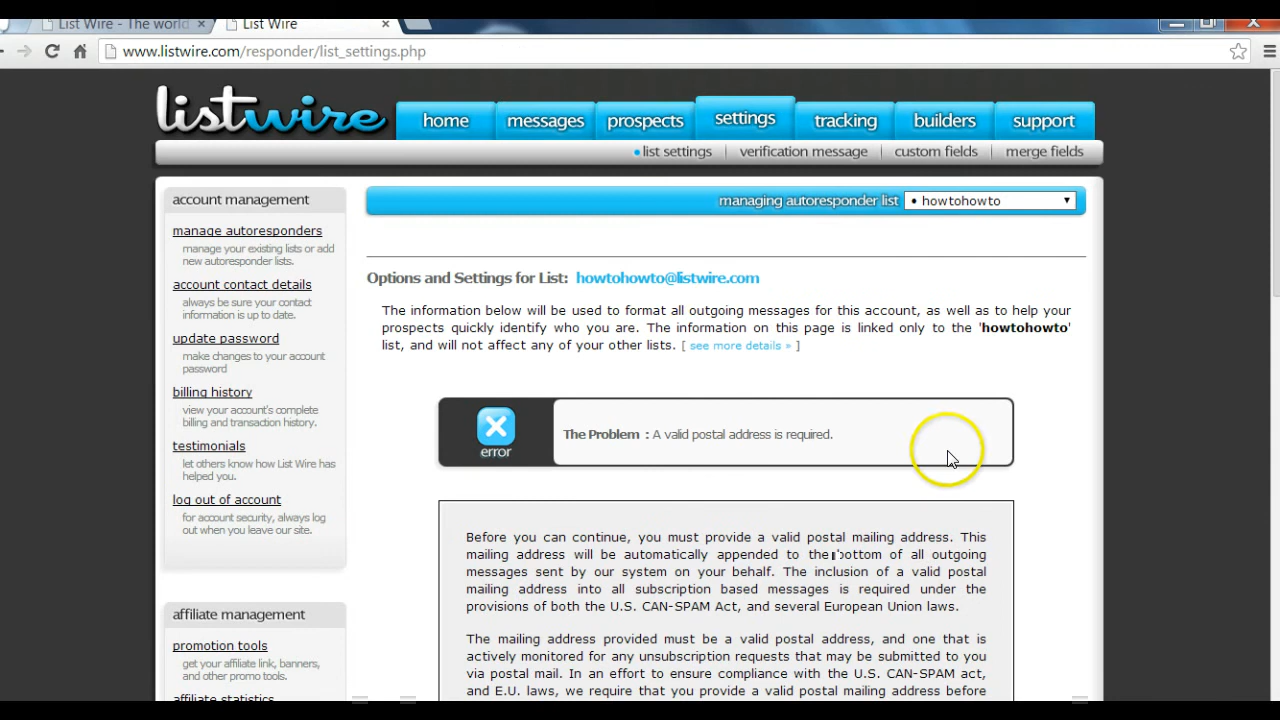 List Wire - The world
List Wire
www.listwire.com/responder/list_settings.php
listwire
home messages prospects settings tracking builders support
• list settings verification message custom fields merge fields
account management
manage autoresponders
manage your existing lists or add
new autoresponder lists.
account contact details
always be sure your contact
information is up to date.
update password
make changes to your account
password
billing history
view your account's complete
billing and transaction history.
testimonials
let others know how List Wire has
helped you.
log out of account
for account security, always log
out when you leave our site.
affiliate management
promotion tools
get your affiliate link, banners,
and other promo tools.
affiliate statistics
managing autoresponder list • howtohowto
Options and Settings for List: howtohowto@listwire.com
The information below will be used to format all outgoing messages for this account, as well as to help your
prospects quickly identify who you are. The information on this page is linked only to the 'howtohowto'
list, and will not affect any of your other lists. [ see more details » ]
error
The Problem : A valid postal address is required.
Before you can continue, you must provide a valid postal mailing address. This
mailing address will be automatically appended to the bottom of all outgoing
messages sent by our system on your behalf. The inclusion of a valid postal
mailing address into all subscription based messages is required under the
provisions of both the U.S. CAN-SPAM Act, and several European Union laws.
The mailing address provided must be a valid postal address, and one that is
actively monitored for any unsubscription requests that may be submitted to you
via postal mail. In an effort to ensure compliance with the U.S. CAN-SPAM act,
and E.U. laws, we require that you provide a valid postal mailing address before